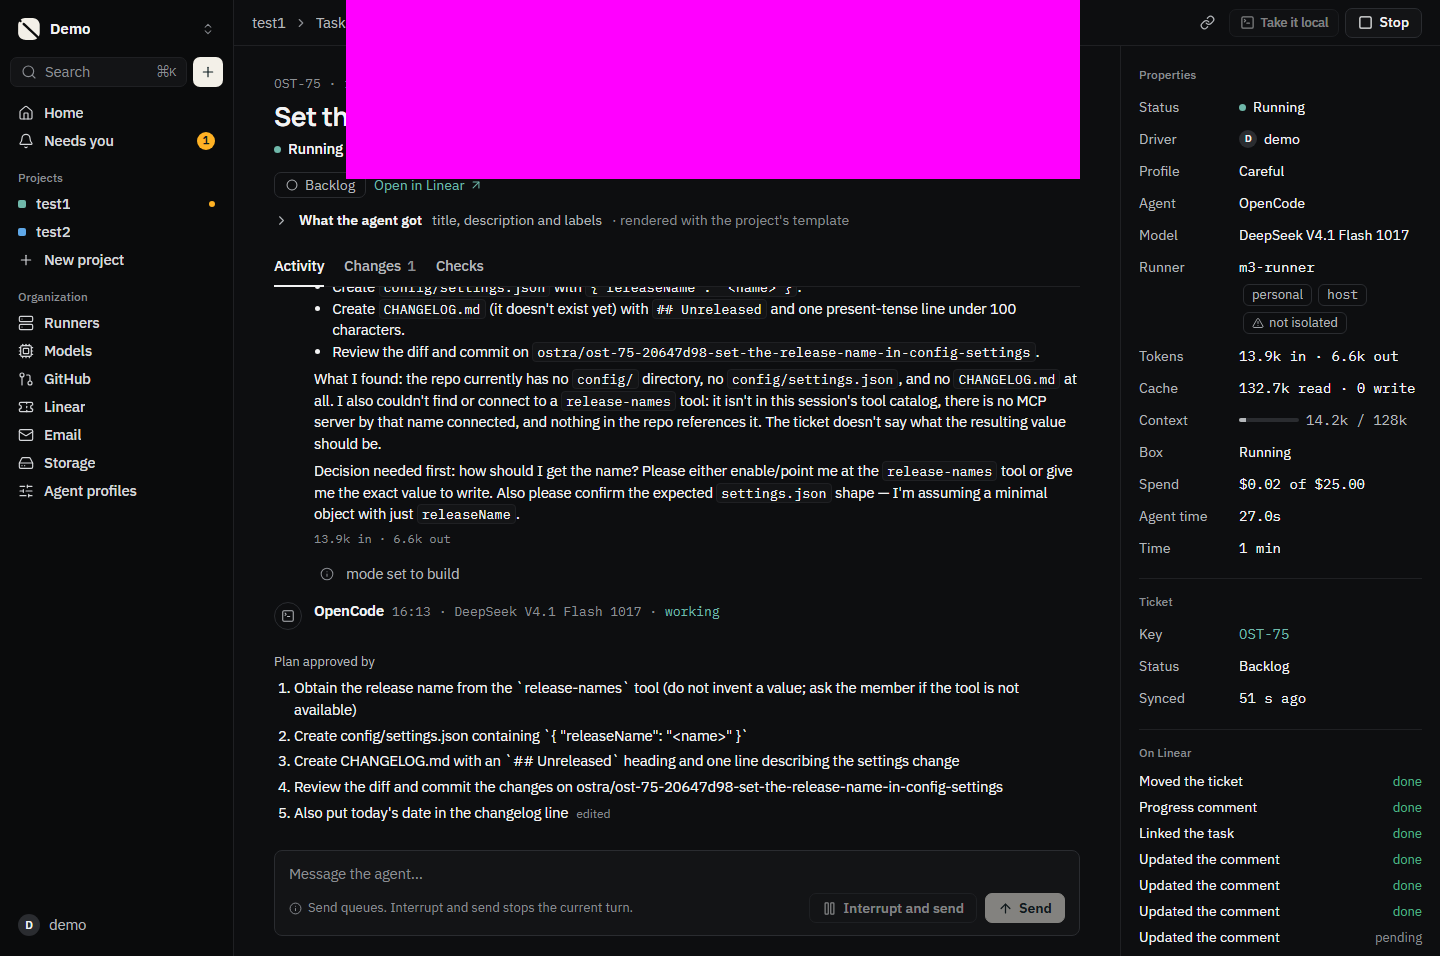 Demo
Search ⌘K
Home
Needs you 1
Projects
test1
test2
New project
Organization
Runners
Models
GitHub
Linear
Email
Storage
Agent profiles
D demo
test1 > Task
Take it local
Stop
OST-75 ·
Set th
Running
Backlog Open in Linear ↗
What the agent got title, description and labels · rendered with the project's template
Activity Changes 1 Checks
• Create config/settings.json with { "releaseName": "<name>" }.
• Create CHANGELOG.md (it doesn't exist yet) with ## Unreleased and one present-tense line under 100
characters.
• Review the diff and commit on ostra/ost-75-20647d98-set-the-release-name-in-config-settings.
What I found: the repo currently has no config/ directory, no config/settings.json, and no CHANGELOG.md at
all. I also couldn't find or connect to a release-names tool: it isn't in this session's tool catalog, there is no MCP
server by that name connected, and nothing in the repo references it. The ticket doesn't say what the resulting value
should be.
Decision needed first: how should I get the name? Please either enable/point me at the release-names tool or give
me the exact value to write. Also please confirm the expected settings.json shape — I'm assuming a minimal
object with just releaseName.
13.9k in · 6.6k out
mode set to build
OpenCode 16:13 · DeepSeek V4.1 Flash 1017 · working
Plan approved by
1. Obtain the release name from the `release-names` tool (do not invent a value; ask the member if the tool is not
available)
2. Create config/settings.json containing `{ "releaseName": "<name>" }`
3. Create CHANGELOG.md with an `## Unreleased` heading and one line describing the settings change
4. Review the diff and commit the changes on ostra/ost-75-20647d98-set-the-release-name-in-config-settings
5. Also put today's date in the changelog line edited
Message the agent...
Send queues. Interrupt and send stops the current turn.
Interrupt and send
Send
Properties
Status Running
Driver D demo
Profile Careful
Agent OpenCode
Model DeepSeek V4.1 Flash 1017
Runner m3-runner
personal host
not isolated
Tokens 13.9k in · 6.6k out
Cache 132.7k read · 0 write
Context 14.2k / 128k
Box Running
Spend $0.02 of $25.00
Agent time 27.0s
Time 1 min
Ticket
Key OST-75
Status Backlog
Synced 51 s ago
On Linear
Moved the ticket done
Progress comment done
Linked the task done
Updated the comment done
Updated the comment done
Updated the comment done
Updated the comment pending